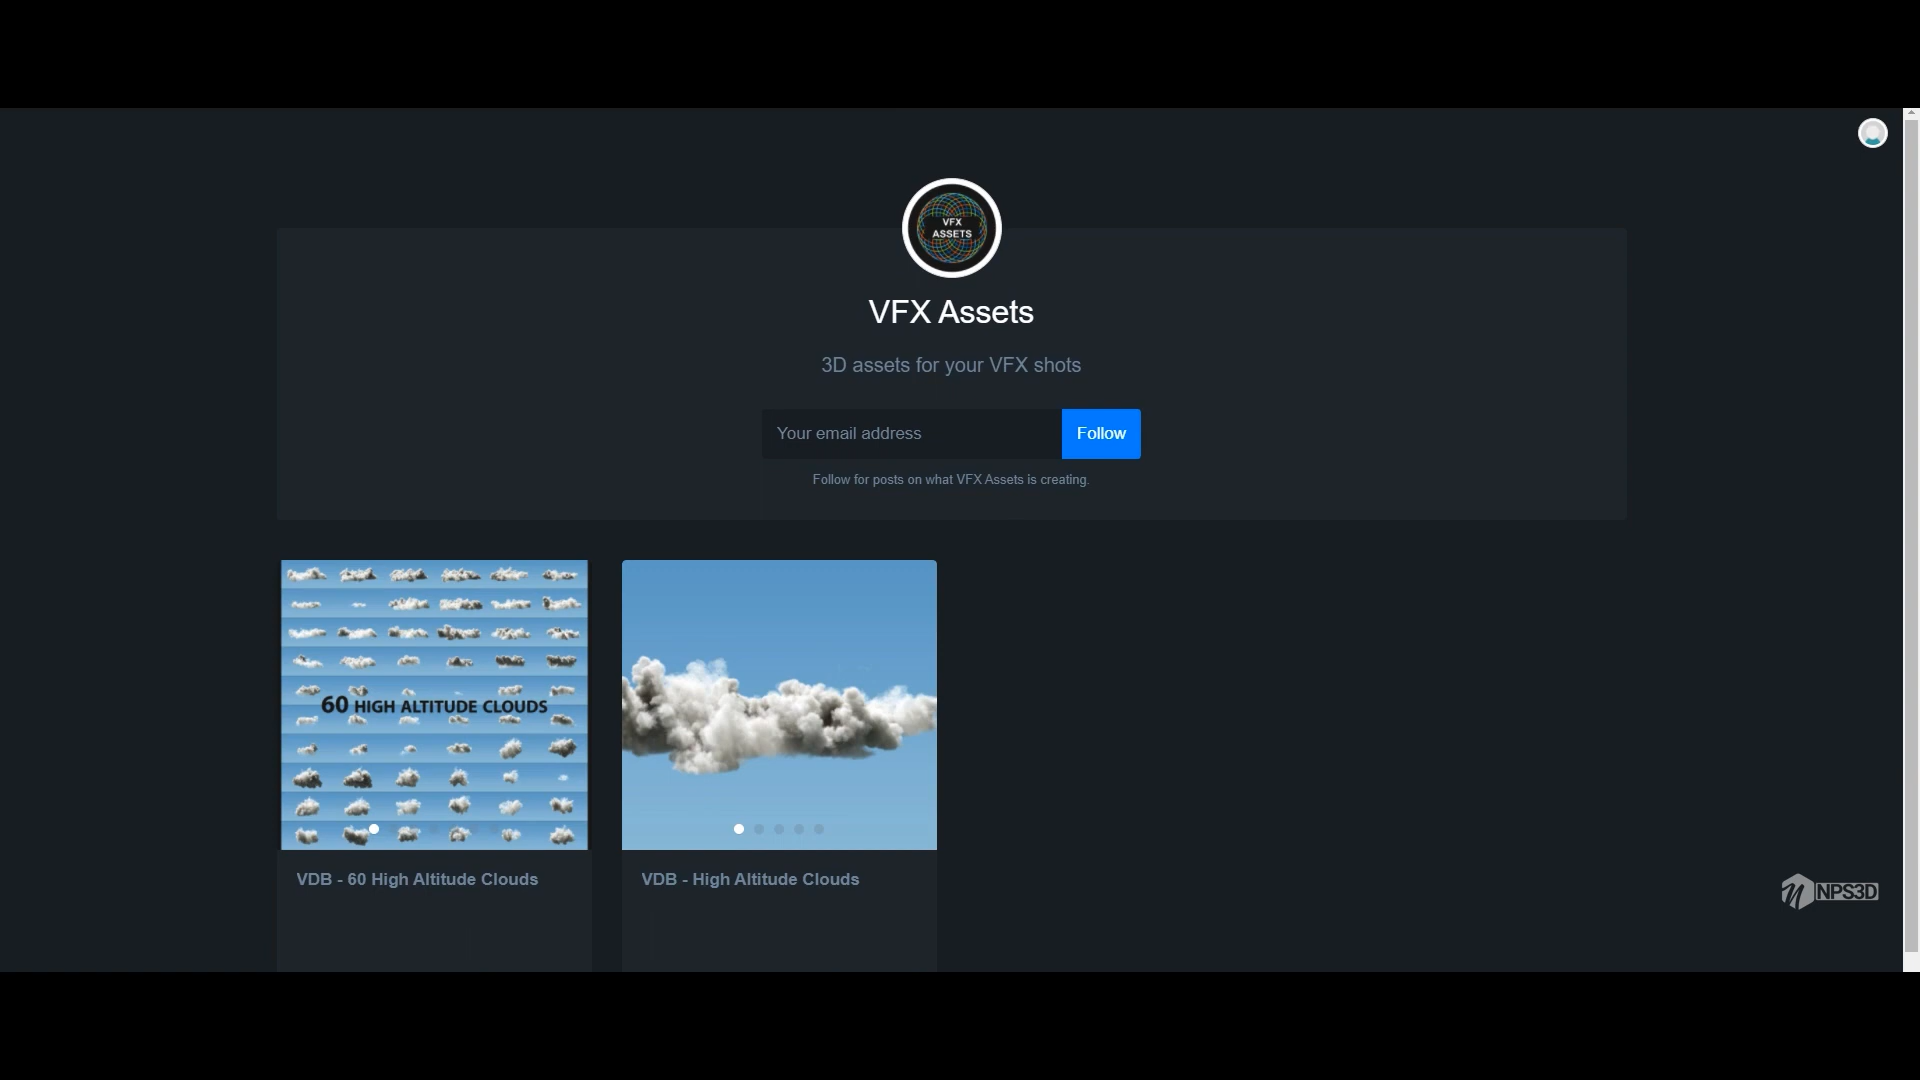 VFX
ASSETS
VFX Assets
3D assets for your VFX shots
Your email address
Follow
Follow for posts on what VFX Assets is creating.
60 HIGH ALTITUDE CLOUDS
VDB - 60 High Altitude Clouds
VDB - High Altitude Clouds
NPS3D